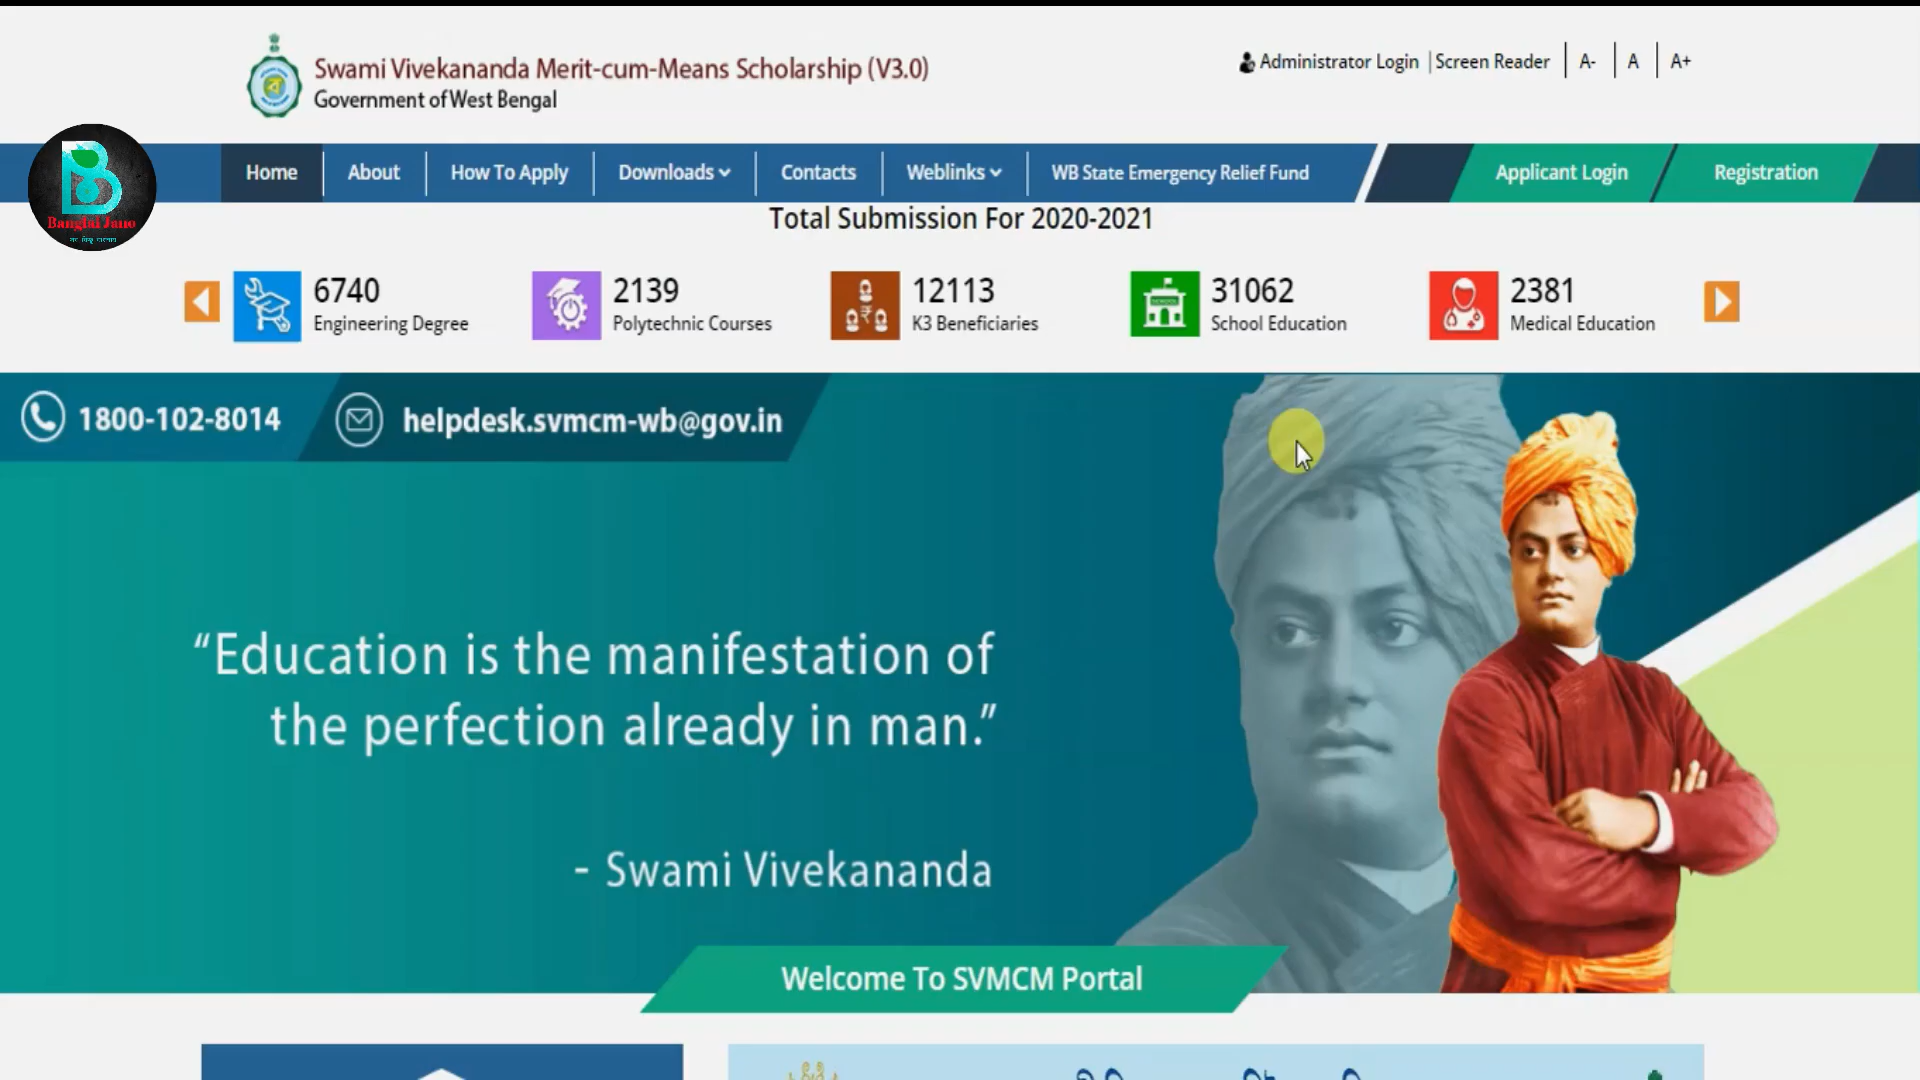 Swami Vivekananda Merit-cum-Means Scholarship (V3.0)
Government of West Bengal
Administrator Login | Screen Reader | A- | A | A+
Home
About
How To Apply
Downloads
Contacts
Weblinks
WB State Emergency Relief Fund
Applicant Login
Registration
Banglai Jano
Total Submission For 2020-2021
6740
Engineering Degree
2139
Polytechnic Courses
12113
K3 Beneficiaries
31062
School Education
2381
Medical Education
1800-102-8014
helpdesk.svmcm-wb@gov.in
SCHOOL
“Education is the manifestation of
the perfection already in man.”
- Swami Vivekananda
Welcome To SVMCM Portal